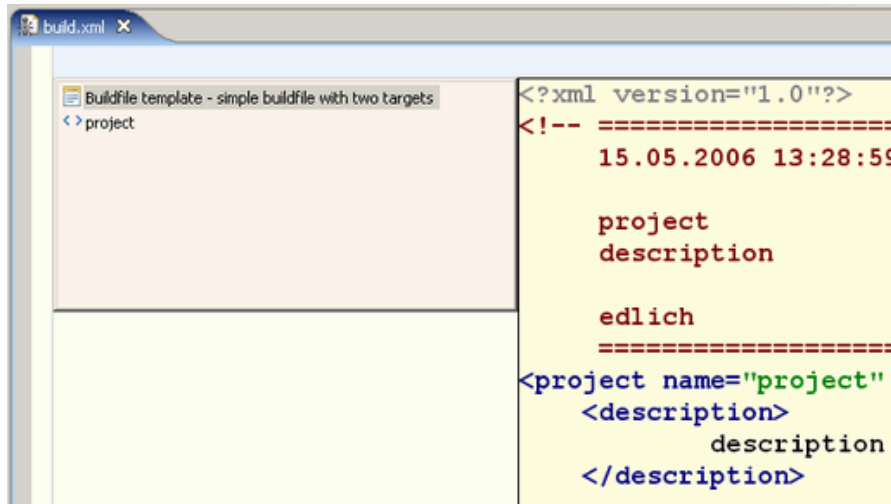 build.xml
Buildfile template - simple buildfile with two targets
project
<?xml version="1.0"?>
<!-- ==================
15.05.2006 13:28:59
project
description
edlich
==================
<project name="project"
<description>
description
</description>